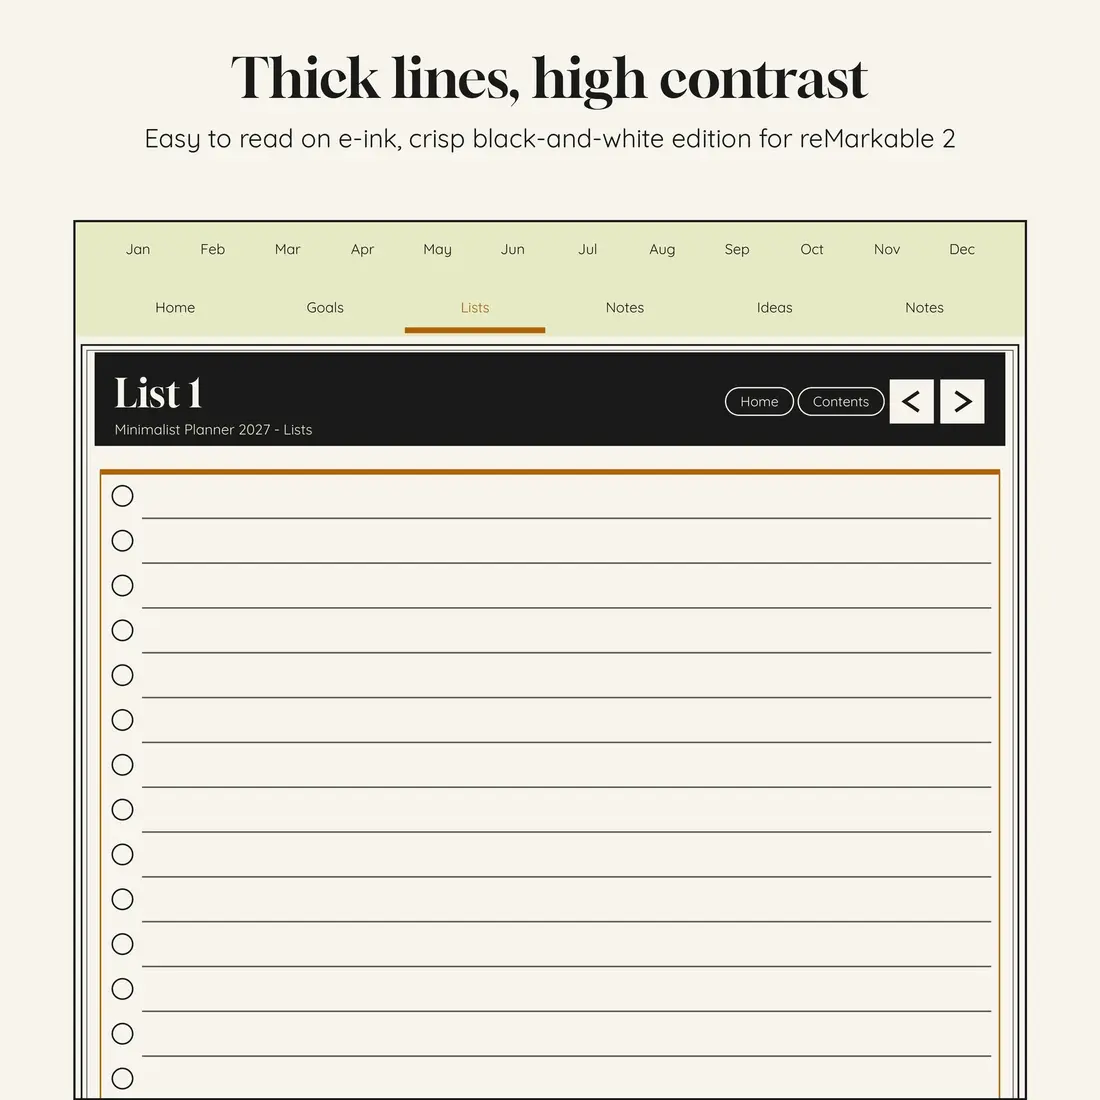 Thick lines, high contrast
Easy to read on e-ink, crisp black-and-white edition for reMarkable 2
Jan Feb Mar Apr May Jun Jul Aug Sep Oct Nov Dec
Home Goals Lists Notes Ideas Notes
List 1
Home Contents < >
Minimalist Planner 2027 - Lists